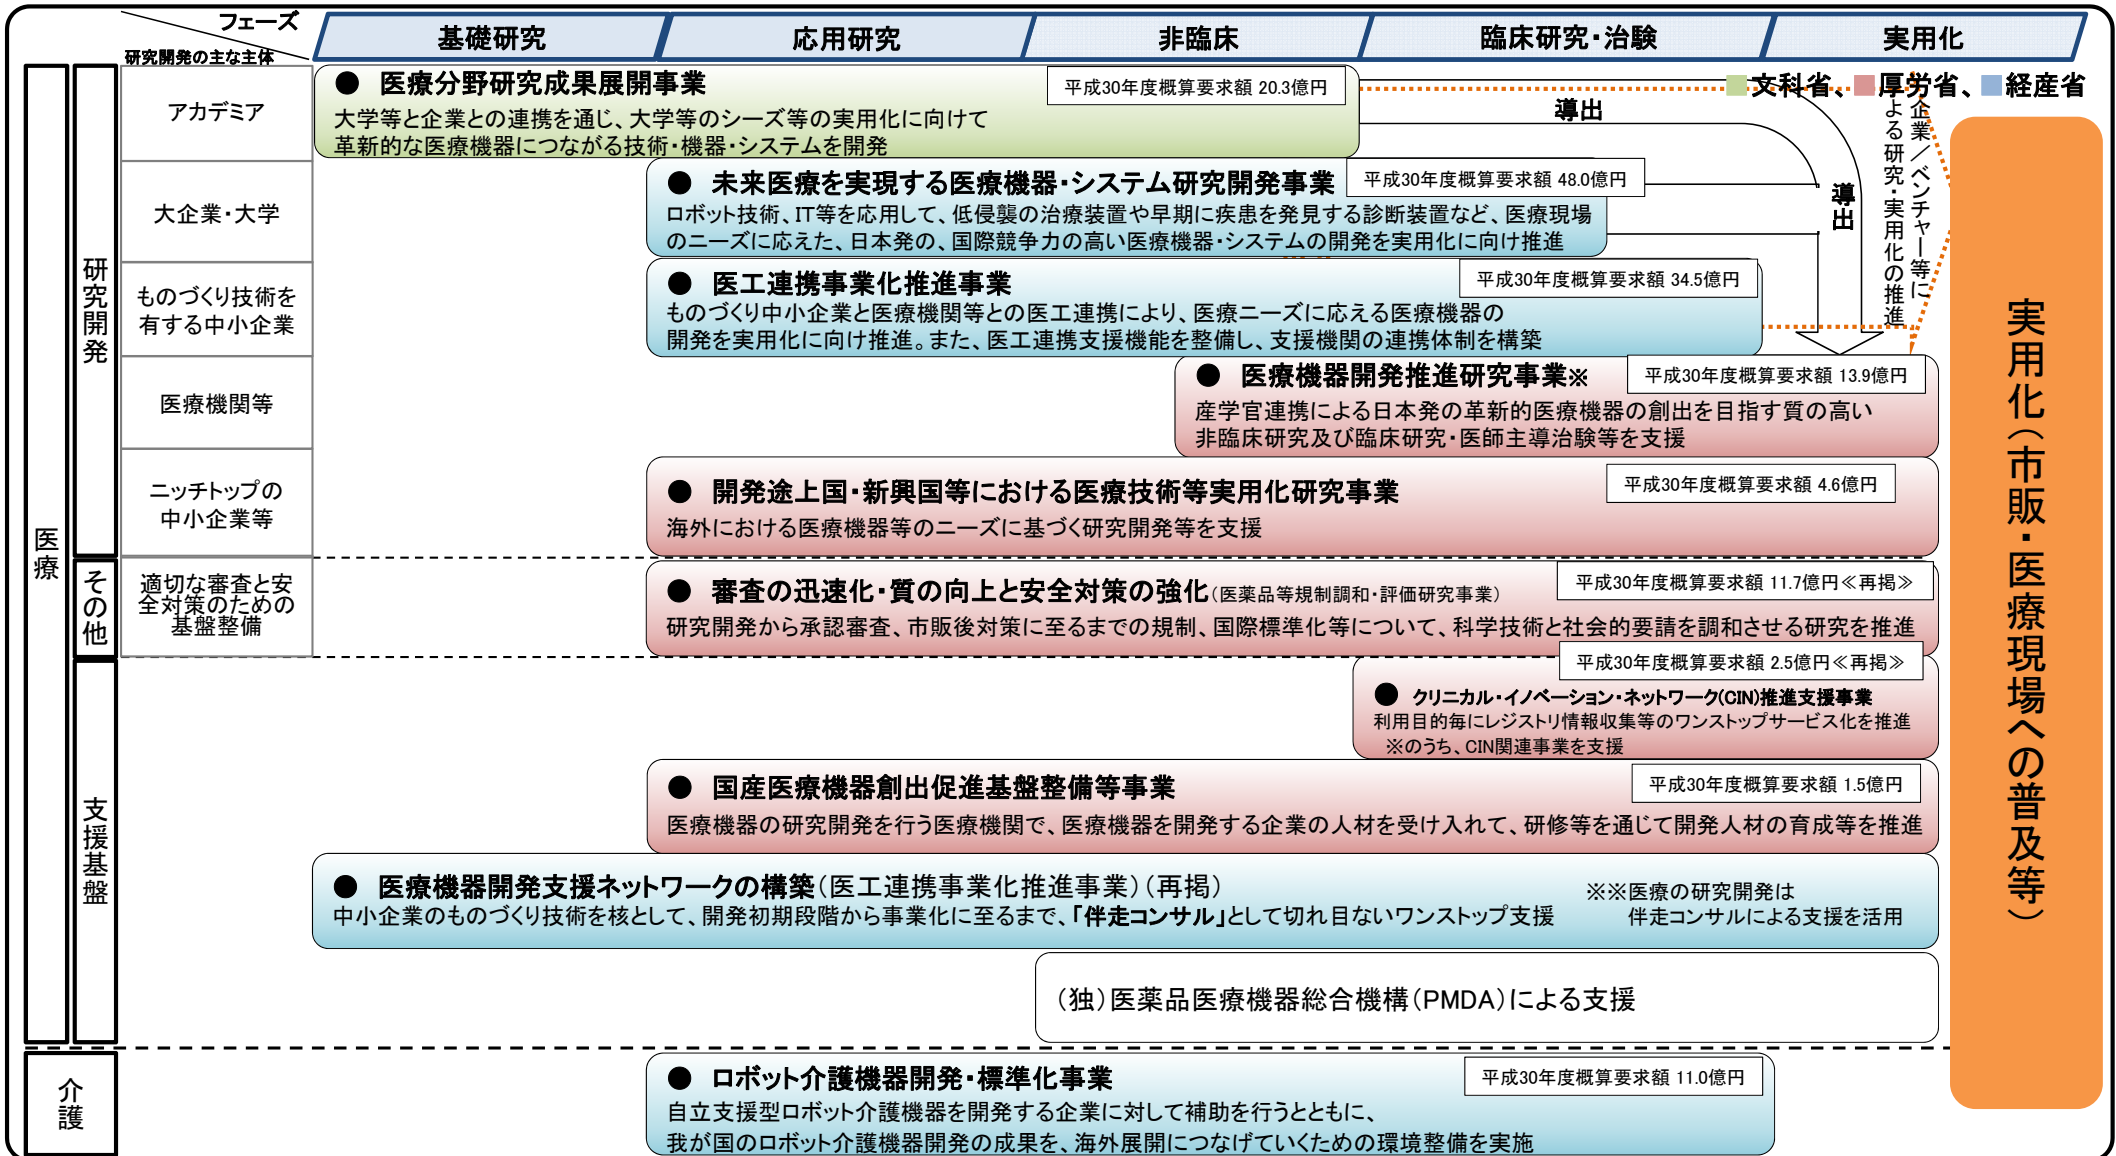 フェーズ
研究開発の主な主体
基礎研究
応用研究
非臨床
臨床研究・治験
実用化
■文科省、■厚労省、■経産省
医療
研究開発
アカデミア
大企業・大学
ものづくり技術を
有する中小企業
医療機関等
ニッチトップの
中小企業等
その他
適切な審査と安
全対策のための
基盤整備
支援基盤
介護
● 医療分野研究成果展開事業
平成30年度概算要求額 20.3億円
大学等と企業との連携を通じ、大学等のシーズ等の実用化に向けて
革新的な医療機器につながる技術・機器・システムを開発
導出
導出
企業／ベンチャー等に
よる研究・実用化の推進
● 未来医療を実現する医療機器・システム研究開発事業
平成30年度概算要求額 48.0億円
ロボット技術、IT等を応用して、低侵襲の治療装置や早期に疾患を発見する診断装置など、医療現場
のニーズに応えた、日本発の、国際競争力の高い医療機器・システムの開発を実用化に向け推進
● 医工連携事業化推進事業
平成30年度概算要求額 34.5億円
ものづくり中小企業と医療機関等との医工連携により、医療ニーズに応える医療機器の
開発を実用化に向け推進。また、医工連携支援機能を整備し、支援機関の連携体制を構築
● 医療機器開発推進研究事業※
平成30年度概算要求額 13.9億円
産学官連携による日本発の革新的医療機器の創出を目指す質の高い
非臨床研究及び臨床研究・医師主導治験等を支援
● 開発途上国・新興国等における医療技術等実用化研究事業
平成30年度概算要求額 4.6億円
海外における医療機器等のニーズに基づく研究開発等を支援
● 審査の迅速化・質の向上と安全対策の強化（医薬品等規制調和・評価研究事業）
平成30年度概算要求額 11.7億円≪再掲≫
研究開発から承認審査、市販後対策に至るまでの規制、国際標準化等について、科学技術と社会的要請を調和させる研究を推進
平成30年度概算要求額 2.5億円≪再掲≫
● クリニカル・イノベーション・ネットワーク(CIN)推進支援事業
利用目的毎にレジストリ情報収集等のワンストップサービス化を推進
※のうち、CIN関連事業を支援
● 国産医療機器創出促進基盤整備等事業
平成30年度概算要求額 1.5億円
医療機器の研究開発を行う医療機関で、医療機器を開発する企業の人材を受け入れて、研修等を通じて開発人材の育成等を推進
● 医療機器開発支援ネットワークの構築（医工連携事業化推進事業）（再掲）
中小企業のものづくり技術を核として、開発初期段階から事業化に至るまで、「伴走コンサル」として切れ目ないワンストップ支援
※※医療の研究開発は
伴走コンサルによる支援を活用
（独）医薬品医療機器総合機構（PMDA）による支援
● ロボット介護機器開発・標準化事業
平成30年度概算要求額 11.0億円
自立支援型ロボット介護機器を開発する企業に対して補助を行うとともに、
我が国のロボット介護機器開発の成果を、海外展開につなげていくための環境整備を実施
実用化（市販・医療現場への普及等）